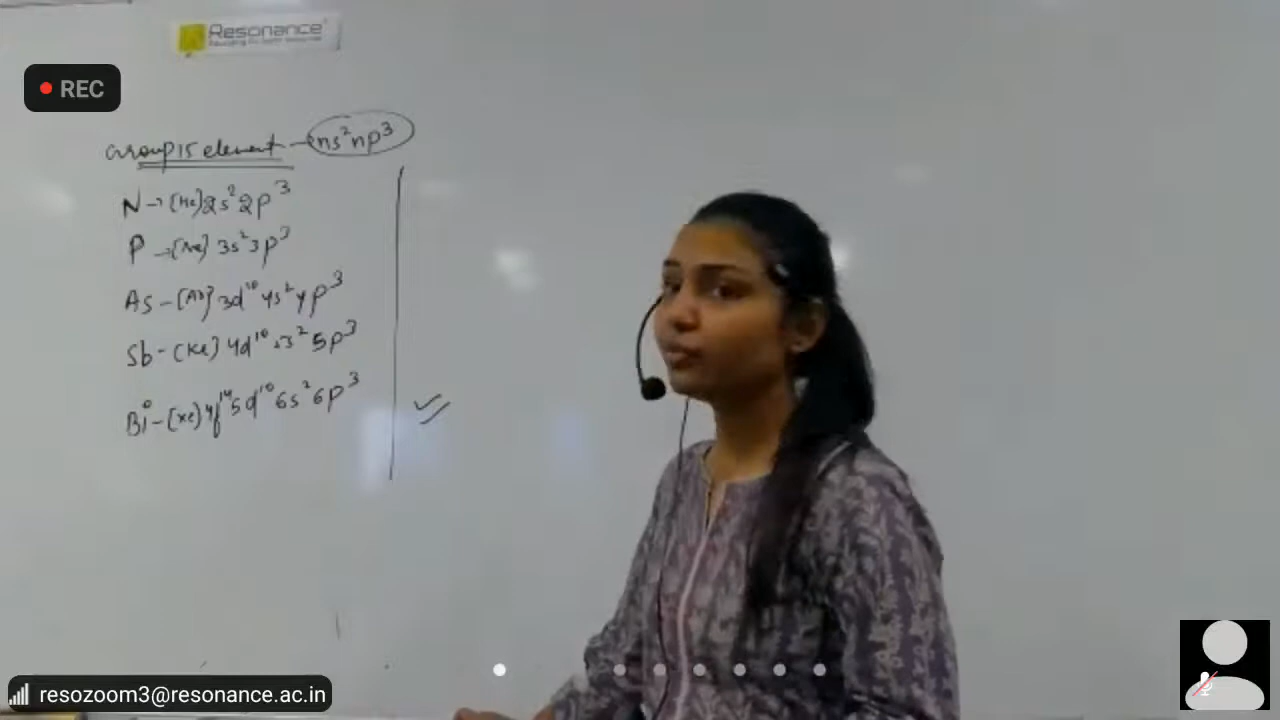 Resonance
REC
Group 15 element — ns²np³
N → [He] 2s² 2p³
P → [Ne] 3s² 3p³
As – [Ar] 3d¹⁰ 4s² 4p³
Sb – [Kr] 4d¹⁰ 5s² 5p³
Bi – [Xe] 4f¹⁴ 5d¹⁰ 6s² 6p³
resozoom3@resonance.ac.in